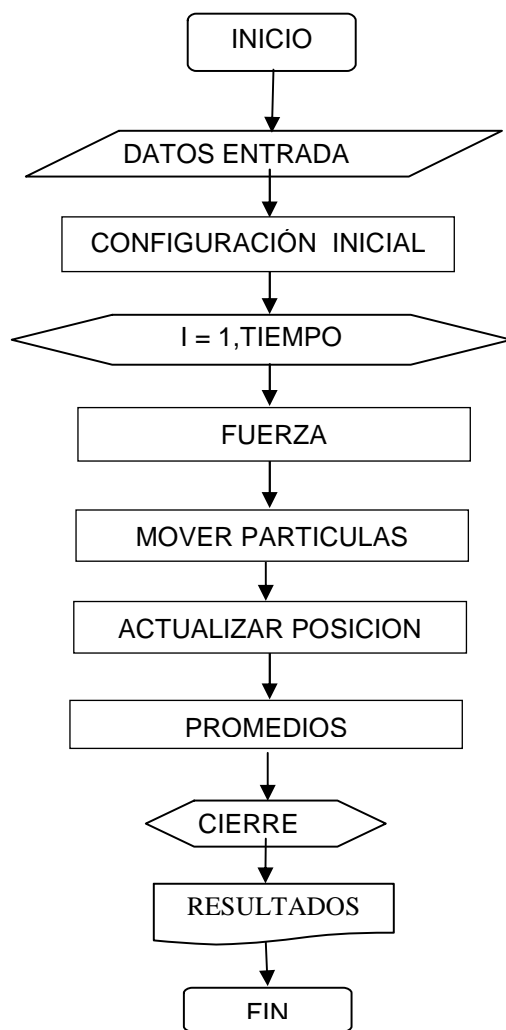 INICIO
DATOS ENTRADA
CONFIGURACIÓN INICIAL
I = 1,TIEMPO
FUERZA
MOVER PARTICULAS
ACTUALIZAR POSICION
PROMEDIOS
CIERRE
RESULTADOS
FIN